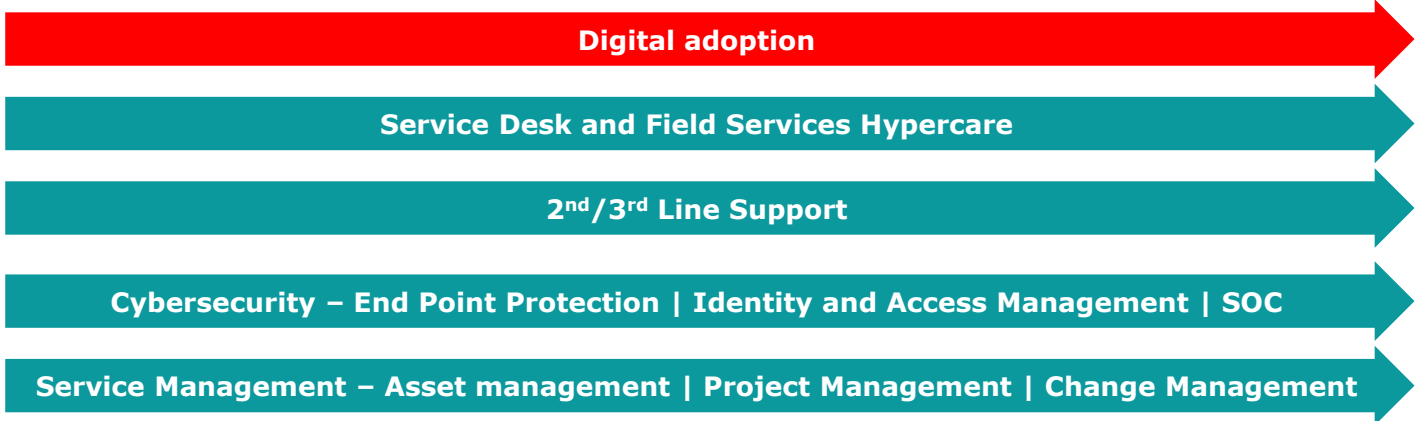 Digital adoption
Service Desk and Field Services Hypercare
2nd/3rd Line Support
Cybersecurity – End Point Protection | Identity and Access Management | SOC
Service Management – Asset management | Project Management | Change Management